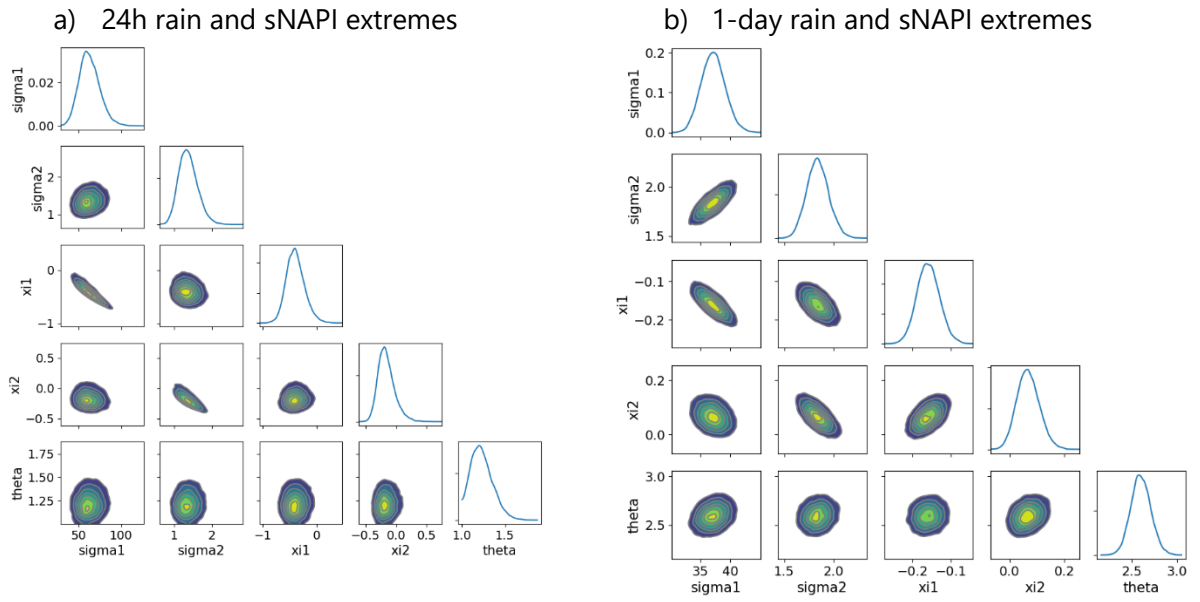 a) 24h rain and sNAPI extremes
sigma1
0.02
0.00
sigma2
2
1
xi1
0
−1
xi2
0.5
0.0
−0.5
theta
1.75
1.50
1.25
50 100
sigma1
1 2
sigma2
−1 0
xi1
−0.5 0.0 0.5
xi2
1.0 1.5
theta
b) 1-day rain and sNAPI extremes
sigma1
0.2
0.1
0.0
sigma2
2.0
1.5
xi1
−0.1
−0.2
xi2
0.2
0.0
theta
3.0
2.5
35 40
sigma1
1.5 2.0
sigma2
−0.2 −0.1
xi1
0.0 0.2
xi2
2.5 3.0
theta